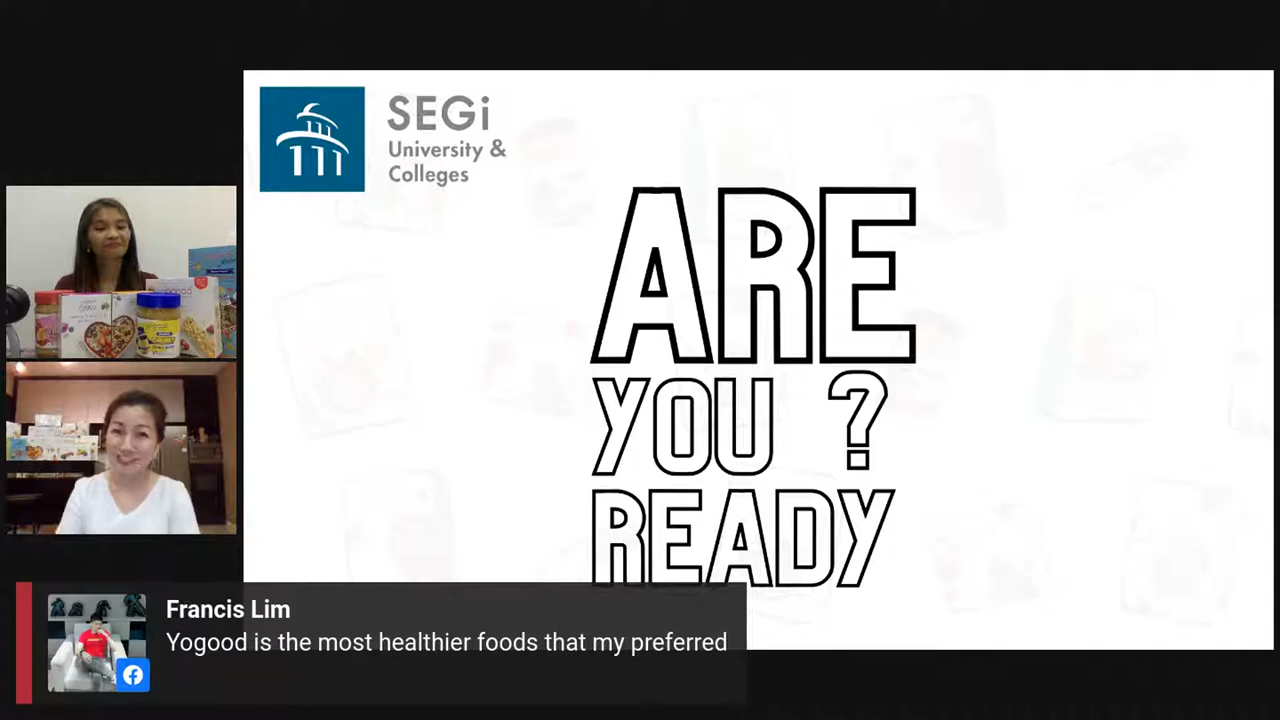 SEGi
University &
Colleges
ARE
YOU ?
READY
Francis Lim
Yogood is the most healthier foods that my preferred